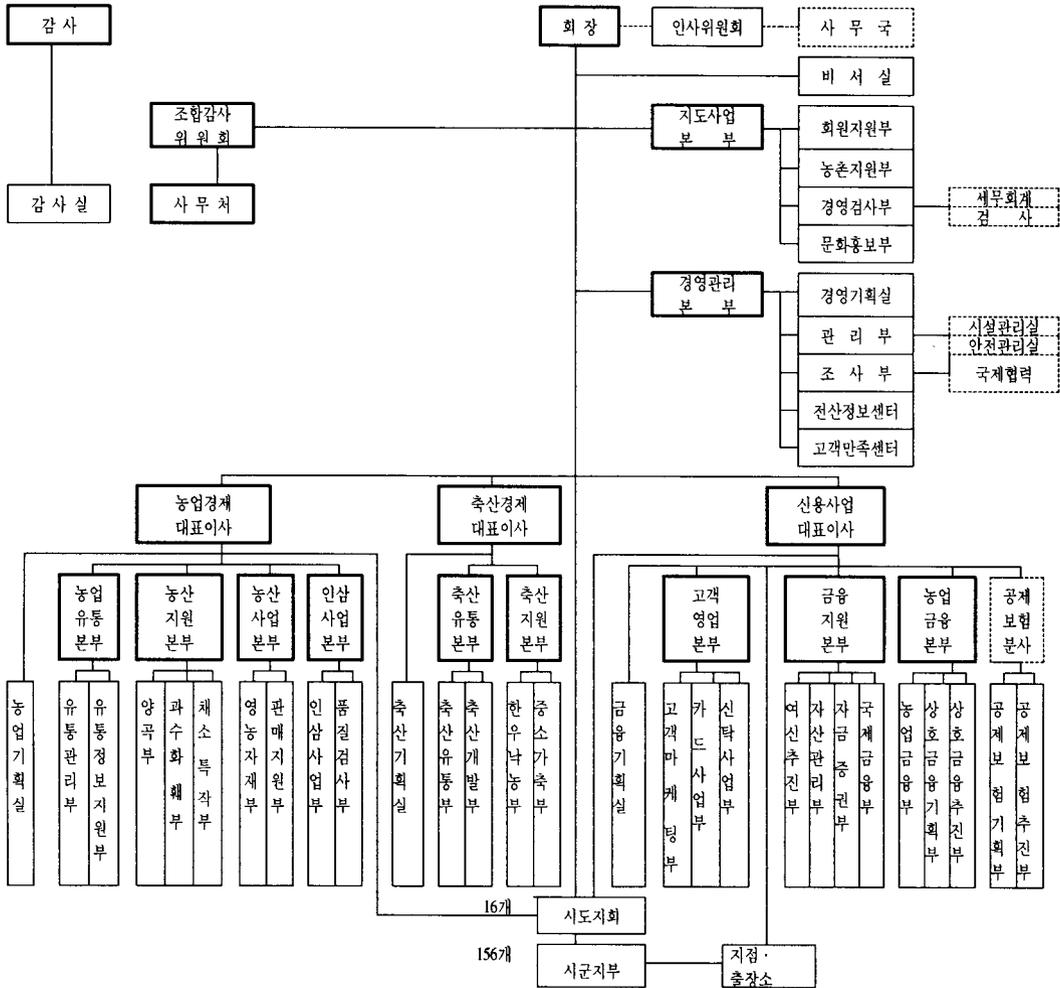 감 사
회 장
인사위원회
사 무 국
비 서 실
조합감사
위 원 회
지도사업
본 부
회원지원부
농촌지원부
감 사 실
사 무 처
경영검사부
세무회계
검 사
문화홍보부
경영관리
본 부
경영기획실
관 리 부
시설관리실
안전관리실
조 사 부
국제협력
전산정보센터
고객만족센터
농업경재
대표이사
축산경제
대표이사
신용사업
대표이사
농업
유통
본부
농산
지원
본부
농산
사업
본부
인삼
사업
본부
축산
유통
본부
축산
지원
본부
고객
영업
본부
금융
지원
본부
농업
금융
본부
공제
보험
분사
농업기획실
유통관리부
유통정보지원부
양곡부
과수화훼부
채소특작부
영농자재부
판매지원부
인삼사업부
품질검사부
축산기획실
축산유통부
축산개발부
한우낙농부
중소가축부
금융기획실
고객마케팅부
카드사업부
신탁사업부
여신추진부
자산관리부
자금증권부
국제금융부
농업금융부
상호금융기획부
상호금융추진부
공제보험기획부
공제보험추진부
16개
시도지회
156개
시군지부
지점·
출장소